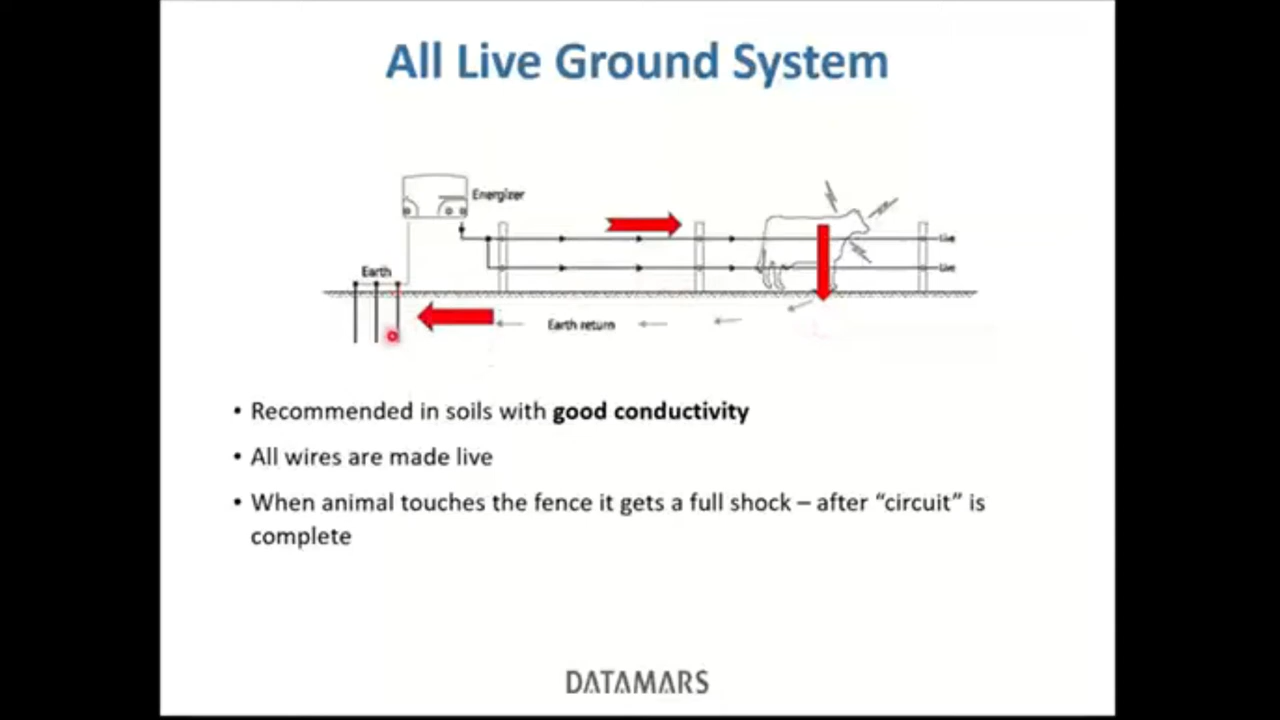 All Live Ground System
Energizer
Live
Earth
Live
Earth return
• Recommended in soils with good conductivity
• All wires are made live
• When animal touches the fence it gets a full shock – after “circuit” is
complete
DATAMARS